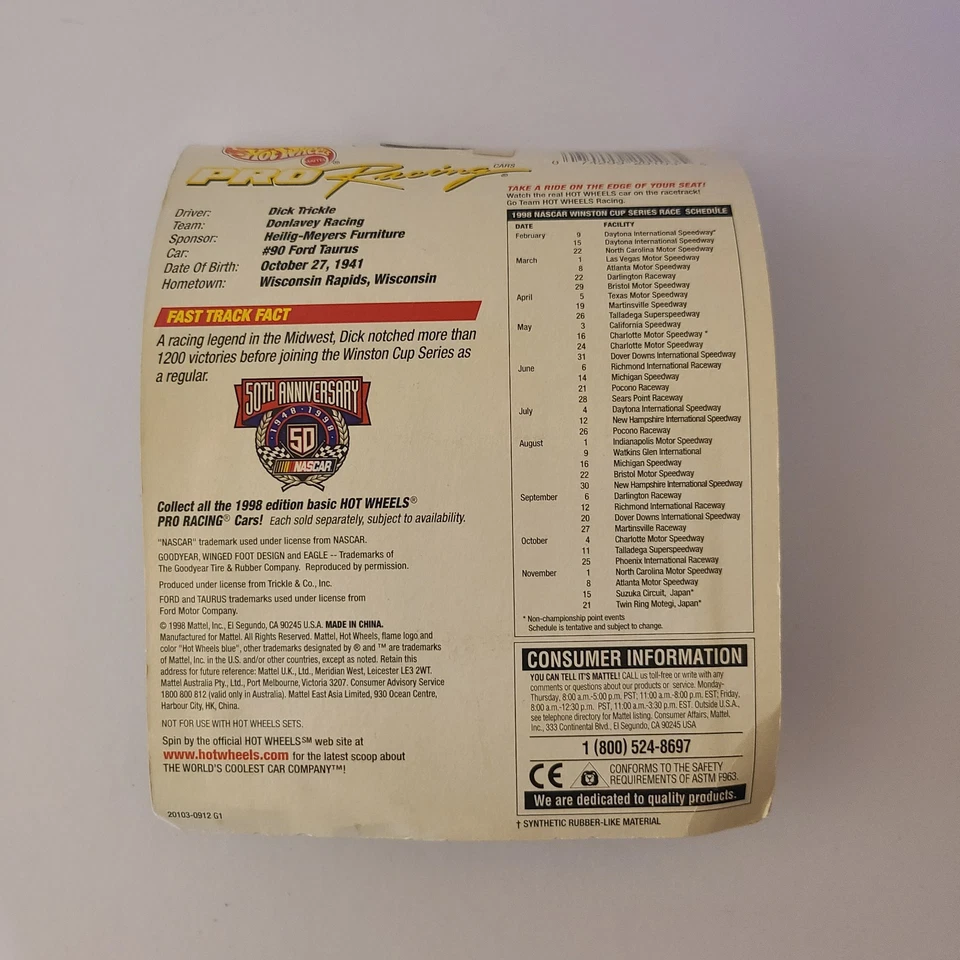 HOT WHEELS
MATTEL
PRO Racing® CARS
Driver: Dick Trickle
Team: Donlavey Racing
Sponsor: Heilig-Meyers Furniture
Car: #90 Ford Taurus
Date Of Birth: October 27, 1941
Hometown: Wisconsin Rapids, Wisconsin
FAST TRACK FACT
A racing legend in the Midwest, Dick notched more than
1200 victories before joining the Winston Cup Series as
a regular.
50TH ANNIVERSARY
1948 • 1998
50
NASCAR
Collect all the 1998 edition basic HOT WHEELS®
PRO RACING® Cars! Each sold separately, subject to availability.
"NASCAR" trademark used under license from NASCAR.
GOODYEAR, WINGED FOOT DESIGN and EAGLE -- Trademarks of
The Goodyear Tire & Rubber Company. Reproduced by permission.
Produced under license from Trickle & Co., Inc.
FORD and TAURUS trademarks used under license from
Ford Motor Company.
© 1998 Mattel, Inc., El Segundo, CA 90245 U.S.A. MADE IN CHINA.
Manufactured for Mattel. All Rights Reserved. Mattel, Hot Wheels, flame logo and
color "Hot Wheels blue", other trademarks designated by ® and ™ are trademarks
of Mattel, Inc. in the U.S. and/or other countries, except as noted. Retain this
address for future reference: Mattel U.K., Ltd., Meridian West, Leicester LE3 2WT.
Mattel Australia Pty., Ltd., Port Melbourne, Victoria 3207. Consumer Advisory Service
1800 800 812 (valid only in Australia). Mattel East Asia Limited, 930 Ocean Centre,
Harbour City, HK, China.
NOT FOR USE WITH HOT WHEELS SETS.
Spin by the official HOT WHEELS℠ web site at
www.hotwheels.com for the latest scoop about
THE WORLD'S COOLEST CAR COMPANY™!
20103-0912 G1
0
TAKE A RIDE ON THE EDGE OF YOUR SEAT!
Watch the real HOT WHEELS car on the racetrack!
Go Team HOT WHEELS Racing.
1998 NASCAR WINSTON CUP SERIES RACE SCHEDULE
DATE FACILITY
February 9 Daytona International Speedway*
15 Daytona International Speedway
22 North Carolina Motor Speedway
March 1 Las Vegas Motor Speedway
8 Atlanta Motor Speedway
22 Darlington Raceway
29 Bristol Motor Speedway
April 5 Texas Motor Speedway
19 Martinsville Speedway
26 Talladega Superspeedway
May 3 California Speedway
16 Charlotte Motor Speedway *
24 Charlotte Motor Speedway
31 Dover Downs International Speedway
June 6 Richmond International Raceway
14 Michigan Speedway
21 Pocono Raceway
28 Sears Point Raceway
July 4 Daytona International Speedway
12 New Hampshire International Speedway
26 Pocono Raceway
August 1 Indianapolis Motor Speedway
9 Watkins Glen International
16 Michigan Speedway
22 Bristol Motor Speedway
30 New Hampshire International Speedway
September 6 Darlington Raceway
12 Richmond International Raceway
20 Dover Downs International Speedway
27 Martinsville Raceway
October 4 Charlotte Motor Speedway
11 Talladega Superspeedway
25 Phoenix International Raceway
November 1 North Carolina Motor Speedway
8 Atlanta Motor Speedway
15 Suzuka Circuit, Japan*
21 Twin Ring Motegi, Japan*
* Non-championship point events
Schedule is tentative and subject to change.
CONSUMER INFORMATION
YOU CAN TELL IT'S MATTEL! CALL us toll-free or write with any
comments or questions about our products or service. Monday-
Thursday, 8:00 a.m.-5:00 p.m. PST; 11:00 a.m.-8:00 p.m. EST; Friday,
8:00 a.m.-12:30 p.m. PST, 11:00 a.m.-3:30 p.m. EST. Outside U.S.A.,
see telephone directory for Mattel listing. Consumer Affairs, Mattel,
Inc., 333 Continental Blvd., El Segundo, CA 90245 USA
1 (800) 524-8697
CE CONFORMS TO THE SAFETY
REQUIREMENTS OF ASTM F963.
We are dedicated to quality products.
† SYNTHETIC RUBBER-LIKE MATERIAL